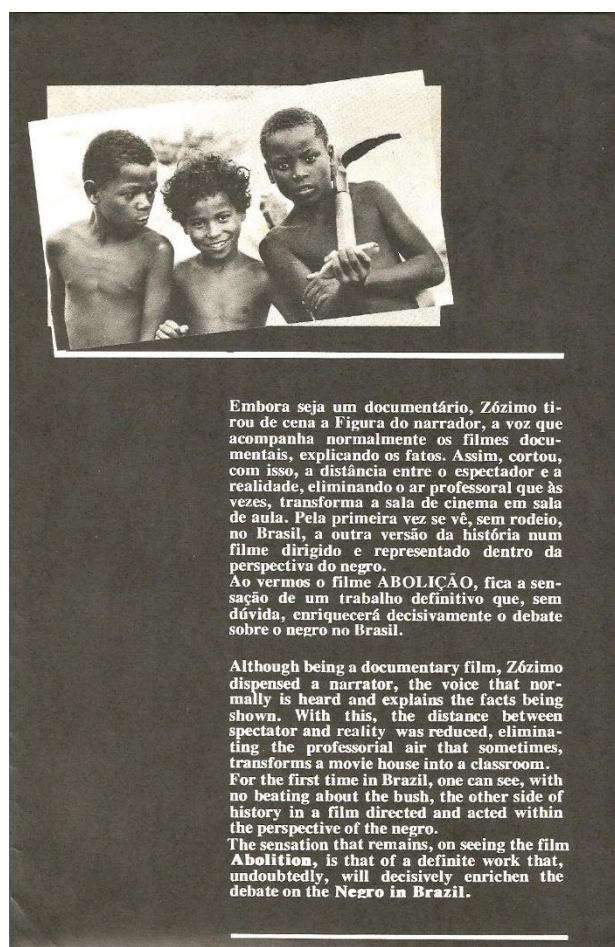 Embora seja um documentário, Zózimo ti-
rou de cena a Figura do narrador, a voz que
acompanha normalmente os filmes docu-
mentais, explicando os fatos. Assim, cortou,
com isso, a distância entre o espectador e a
realidade, eliminando o ar professoral que às
vezes, transforma a sala de cinema em sala
de aula. Pela primeira vez se vê, sem rodeio,
no Brasil, a outra versão da história num
filme dirigido e representado dentro da
perspectiva do negro.
Ao vermos o filme ABOLIÇÃO, fica a sen-
sação de um trabalho definitivo que, sem
dúvida, enriquecerá decisivamente o debate
sobre o negro no Brasil.
Although being a documentary film, Zózimo
dispensed a narrator, the voice that nor-
mally is heard and explains the facts being
shown. With this, the distance between
spectator and reality was reduced, elimina-
ting the professorial air that sometimes,
transforms a movie house into a classroom.
For the first time in Brazil, one can see, with
no beating about the bush, the other side of
history in a film directed and acted within
the perspective of the negro.
The sensation that remains, on seeing the film
Abolition, is that of a definite work that,
undoubtedly, will decisively enrichen the
debate on the Negro in Brazil.